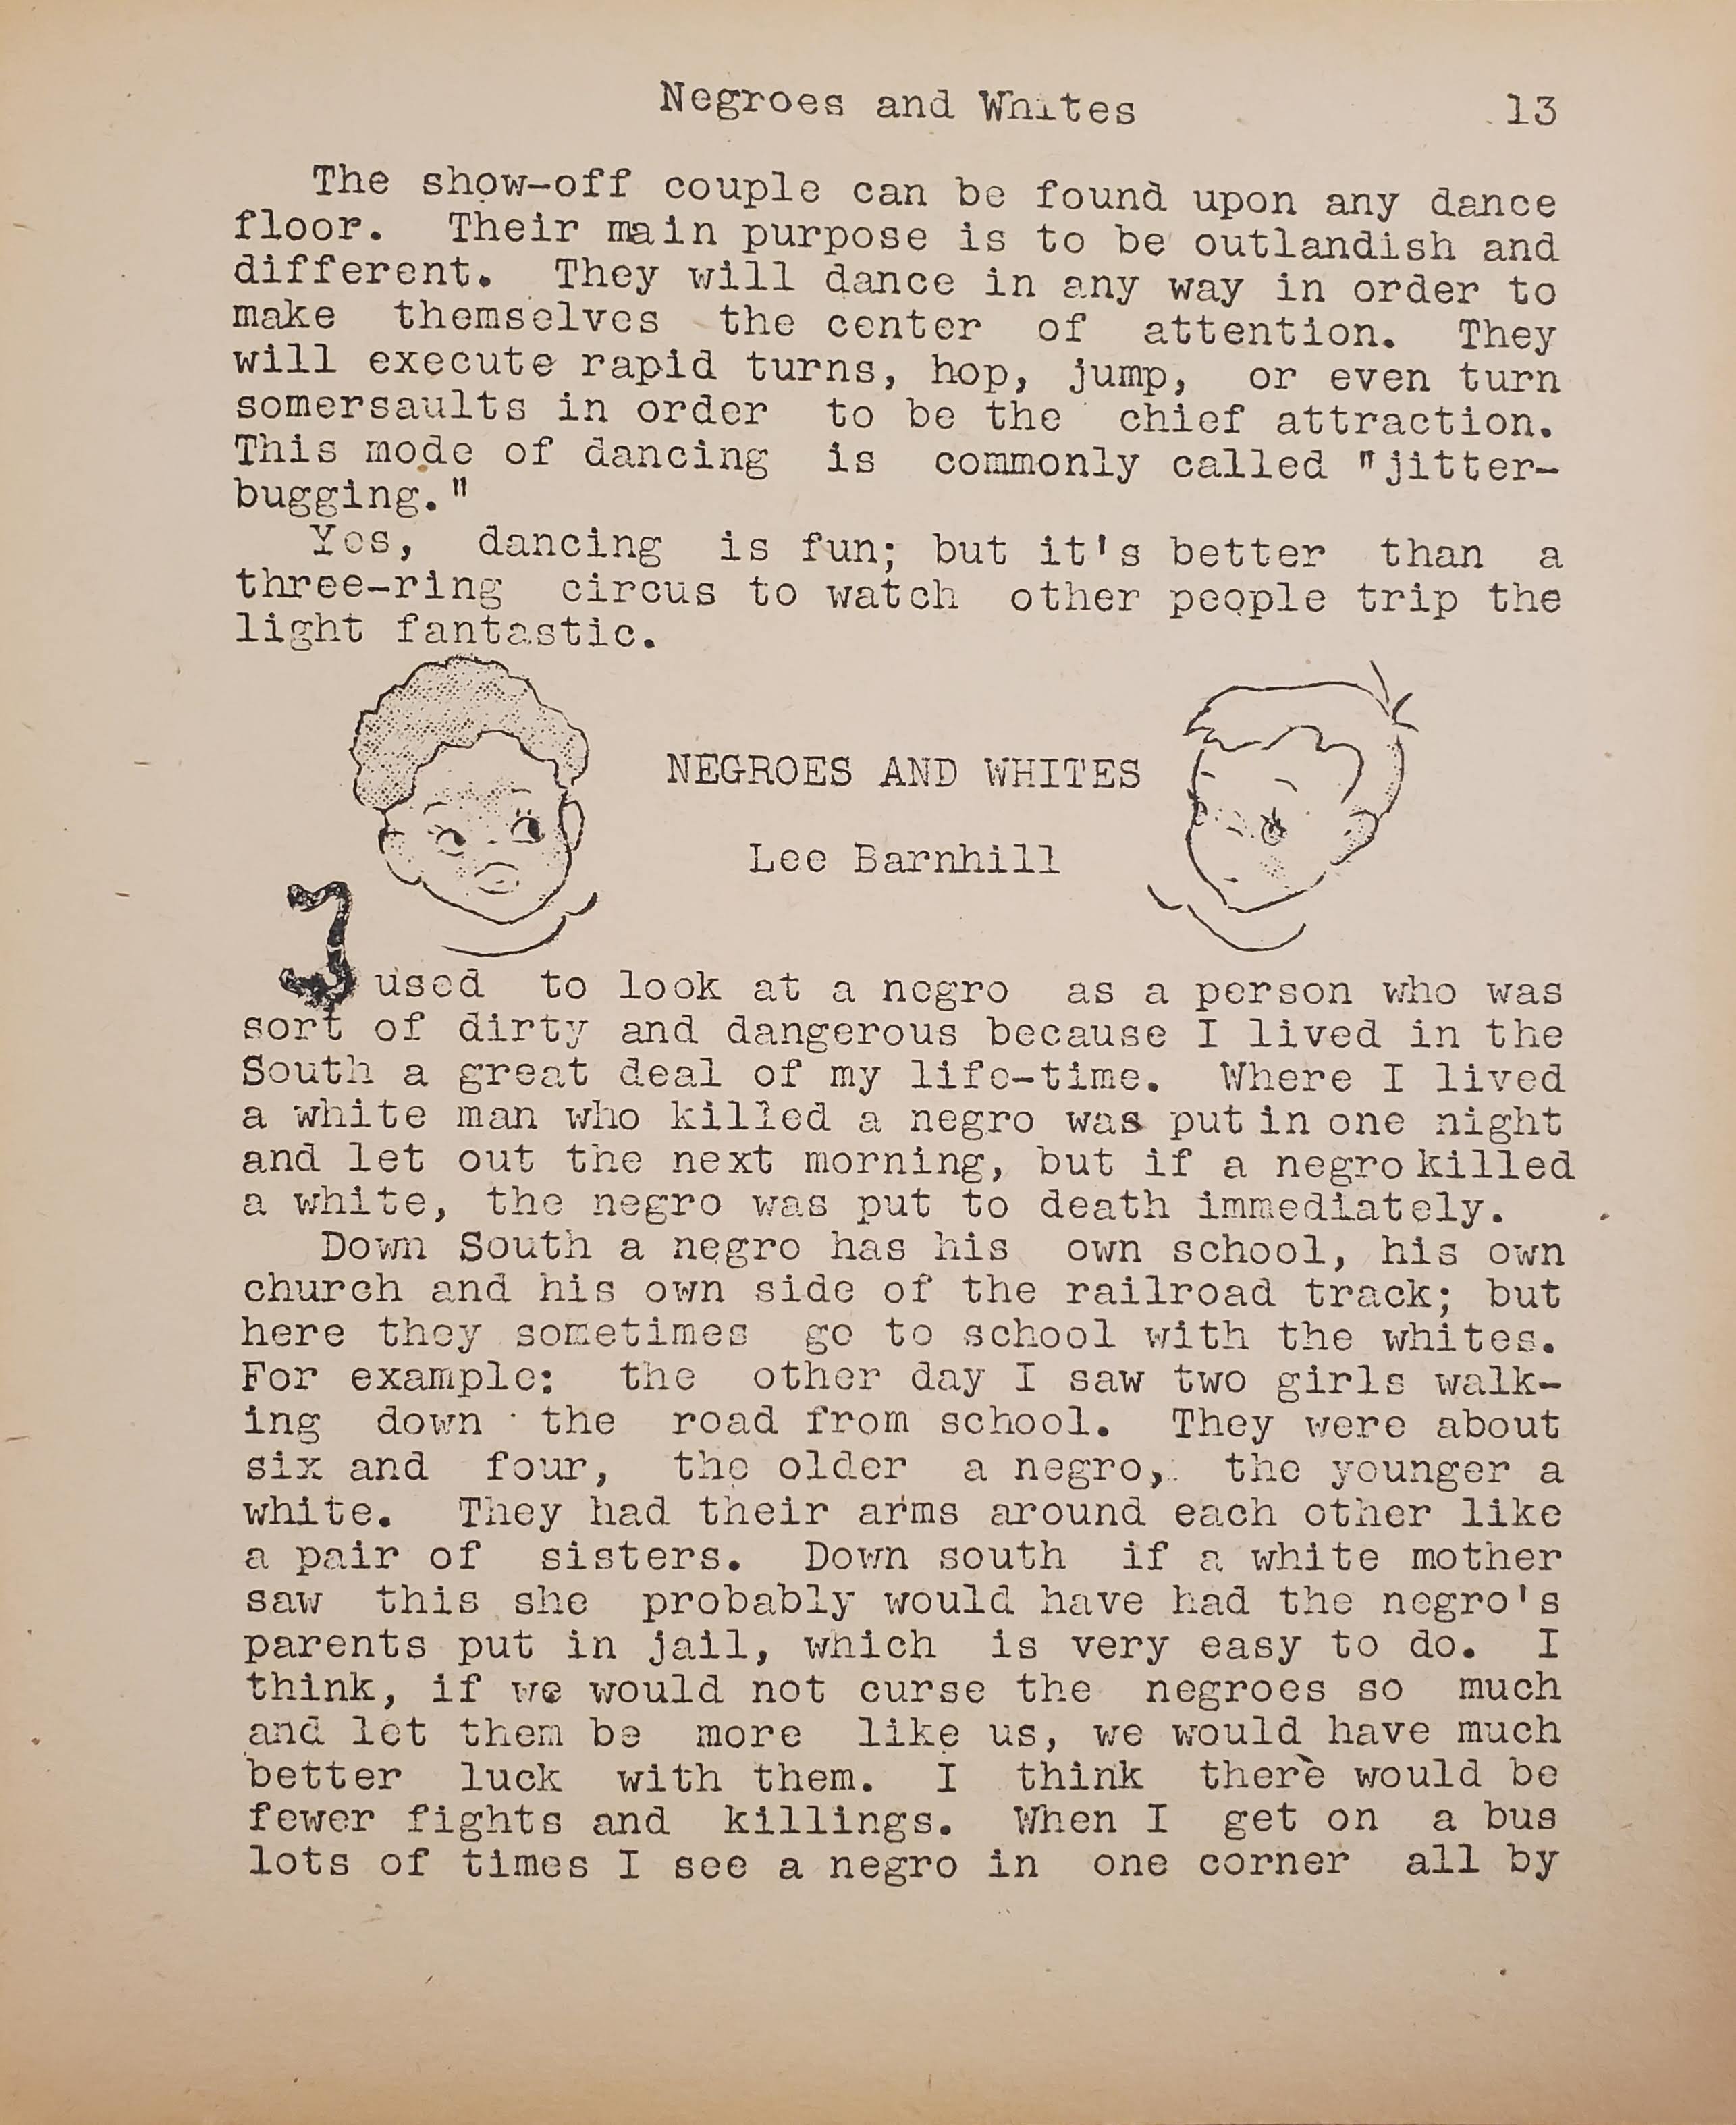 Negroes and Whites 13
The show-off couple can be found upon any dance
floor. Their main purpose is to be outlandish and
different. They will dance in any way in order to
make themselves the center of attention. They
will execute rapid turns, hop, jump, or even turn
somersaults in order to be the chief attraction.
This mode of dancing is commonly called "jitter-
bugging."
Yes, dancing is fun; but it's better than a
three-ring circus to watch other people trip the
light fantastic.
NEGROES AND WHITES
Lee Barnhill
I used to look at a negro as a person who was
sort of dirty and dangerous because I lived in the
South a great deal of my life-time. Where I lived
a white man who killed a negro was put in one night
and let out the next morning, but if a negro killed
a white, the negro was put to death immediately.
Down South a negro has his own school, his own
church and his own side of the railroad track; but
here they sometimes go to school with the whites.
For example: the other day I saw two girls walk-
ing down the road from school. They were about
six and four, the older a negro, the younger a
white. They had their arms around each other like
a pair of sisters. Down south if a white mother
saw this she probably would have had the negro's
parents put in jail, which is very easy to do. I
think, if we would not curse the negroes so much
and let them be more like us, we would have much
better luck with them. I think there would be
fewer fights and killings. When I get on a bus
lots of times I see a negro in one corner all by